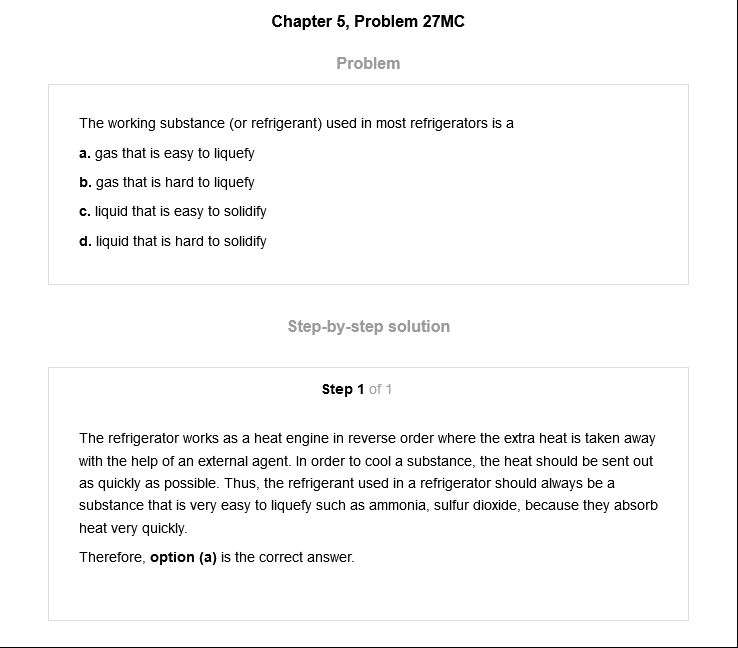 Chapter 5, Problem 27MC
Problem
The working substance (or refrigerant) used in most refrigerators is a
a. gas that is easy to liquefy
b. gas that is hard to liquefy
c. liquid that is easy to solidify
d. liquid that is hard to solidify
Step-by-step solution
Step 1 of 1
The refrigerator works as a heat engine in reverse order where the extra heat is taken away
with the help of an external agent. In order to cool a substance, the heat should be sent out
as quickly as possible. Thus, the refrigerant used in a refrigerator should always be a
substance that is very easy to liquefy such as ammonia, sulfur dioxide, because they absorb
heat very quickly.
Therefore, option (a) is the correct answer.